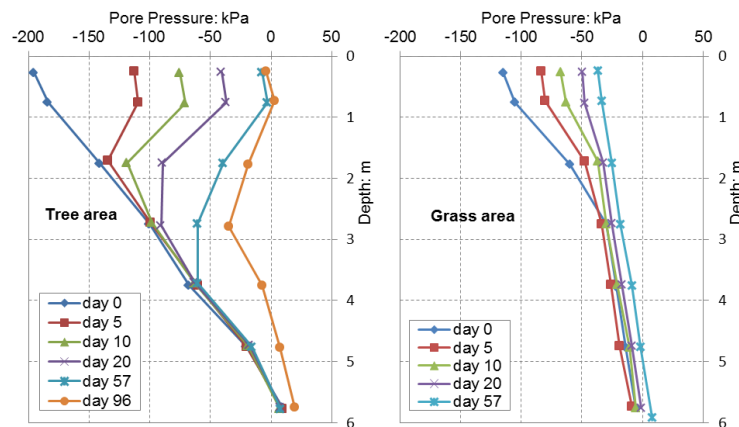 Pore Pressure: kPa
-200 -150 -100 -50 0 50
0
1
2
3
4
5
6
Depth: m
Tree area
day 0
day 5
day 10
day 20
day 57
day 96
Pore Pressure: kPa
-200 -150 -100 -50 0 50
0
1
2
3
4
5
6
Depth: m
Grass area
day 0
day 5
day 10
day 20
day 57